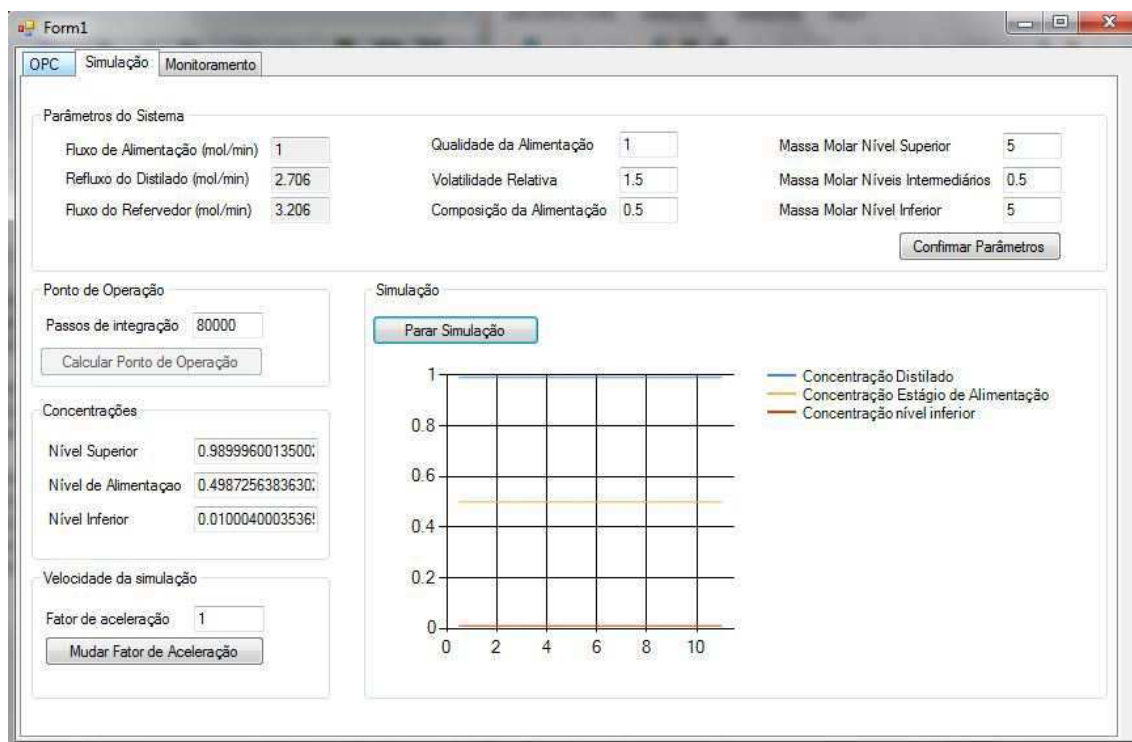 Form1
OPC Simulação Monitoramento
Parâmetros do Sistema
Fluxo de Alimentação (mol/min) 1
Refluxo do Distilado (mol/min) 2.706
Fluxo do Refervedor (mol/min) 3.206
Qualidade da Alimentação 1
Volatilidade Relativa 1.5
Composição da Alimentação 0.5
Massa Molar Nível Superior 5
Massa Molar Níveis Intermediários 0.5
Massa Molar Nível Inferior 5
Confirmar Parâmetros
Ponto de Operação
Passos de integração 80000
Calcular Ponto de Operação
Concentrações
Nível Superior 0.989996001350
Nível de Alimentaçao 0.498725638363
Nível Inferior 0.010004000353
Velocidade da simulação
Fator de aceleração 1
Mudar Fator de Aceleração
Simulação
Parar Simulação
1
0.8
0.6
0.4
0.2
0
0 2 4 6 8 10
Concentração Distilado
Concentração Estágio de Alimentação
Concentração nível inferior